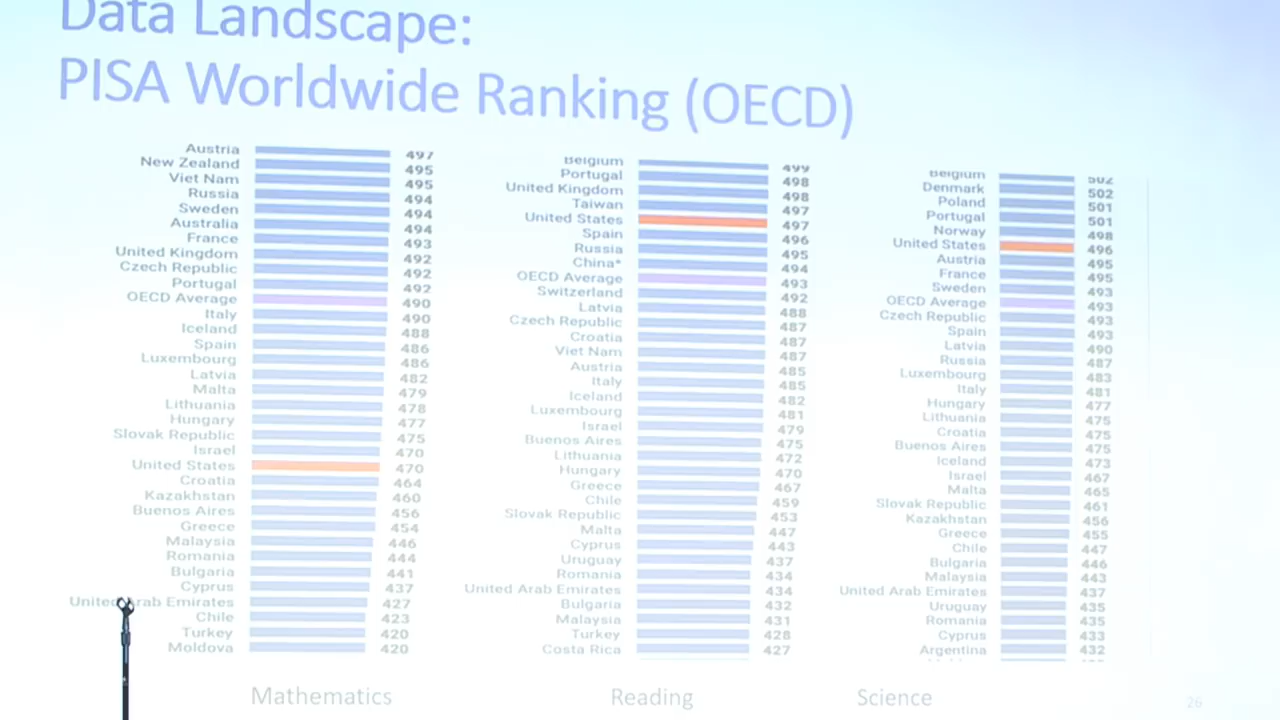 Data Landscape:
PISA Worldwide Ranking (OECD)
Austria 497
New Zealand 495
Viet Nam 495
Russia 494
Sweden 494
Australia 494
France 493
United Kingdom 492
Czech Republic 492
Portugal 492
OECD Average 490
Italy 490
Iceland 488
Spain 486
Luxembourg 486
Latvia 482
Malta 479
Lithuania 478
Hungary 477
Slovak Republic 475
Israel 470
United States 470
Croatia 464
Kazakhstan 460
Buenos Aires 456
Greece 454
Malaysia 446
Romania 444
Bulgaria 441
Cyprus 437
United Arab Emirates 427
Chile 423
Turkey 420
Moldova 420
Mathematics
Belgium 499
Portugal 498
United Kingdom 498
Taiwan 497
United States 497
Spain 496
Russia 495
China* 494
OECD Average 493
Switzerland 492
Latvia 488
Czech Republic 487
Croatia 487
Viet Nam 487
Austria 485
Italy 485
Iceland 482
Luxembourg 481
Israel 479
Buenos Aires 475
Lithuania 472
Hungary 470
Greece 467
Chile 459
Slovak Republic 453
Malta 447
Cyprus 443
Uruguay 437
Romania 434
United Arab Emirates 434
Bulgaria 432
Malaysia 431
Turkey 428
Costa Rica 427
Reading
Belgium 502
Denmark 502
Poland 501
Portugal 501
Norway 498
United States 496
Austria 495
France 495
Sweden 493
OECD Average 493
Czech Republic 493
Spain 493
Latvia 490
Russia 487
Luxembourg 483
Italy 481
Hungary 477
Lithuania 475
Croatia 475
Buenos Aires 475
Iceland 473
Israel 467
Malta 465
Slovak Republic 461
Kazakhstan 456
Greece 455
Chile 447
Bulgaria 446
Malaysia 443
United Arab Emirates 437
Uruguay 435
Romania 435
Cyprus 433
Argentina 432
Science
26